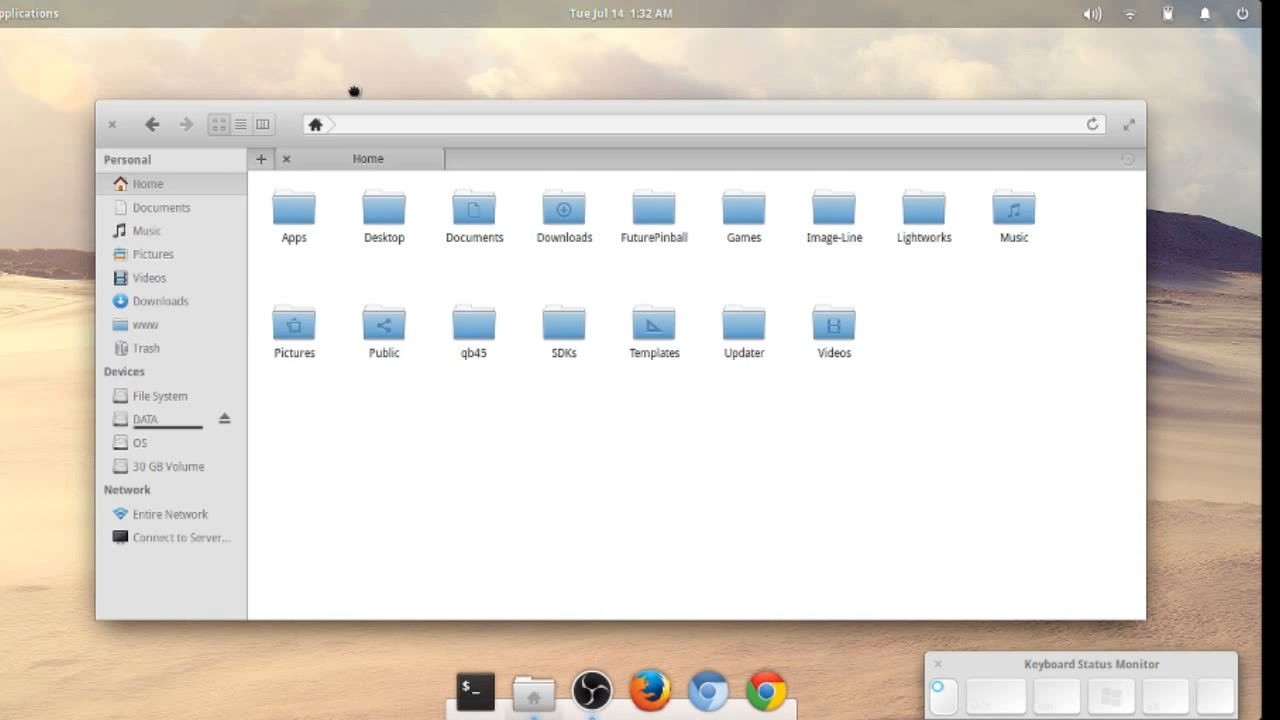 pplications
Tue Jul 14 1:32 AM
Personal
Home
Home
Documents
Music
Pictures
Videos
Downloads
www
Trash
Devices
File System
DATA
OS
30 GB Volume
Network
Entire Network
Connect to Server...
Apps
Desktop
Documents
Downloads
FuturePinball
Games
Image-Line
Lightworks
Music
Pictures
Public
qb45
SDKs
Templates
Updater
Videos
$_
Keyboard Status Monitor